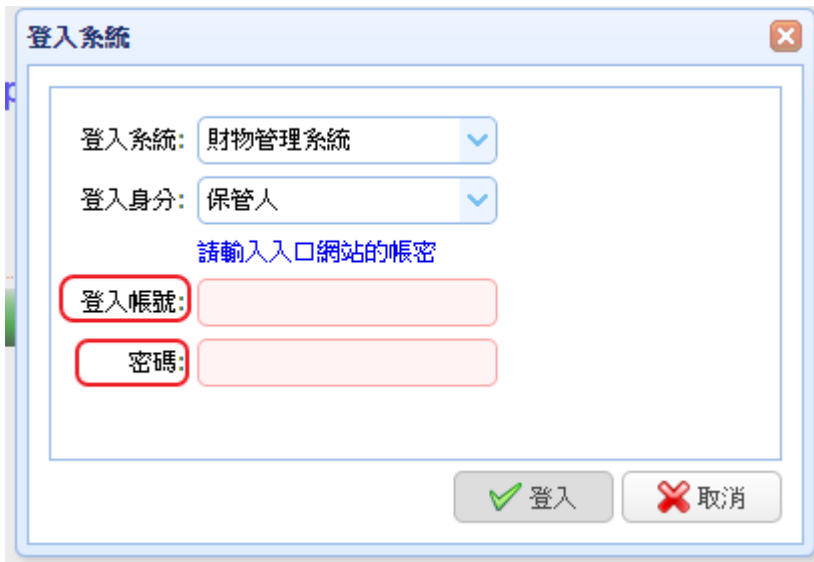 登入系統
登入系統: 財物管理系統
登入身分: 保管人
請輸入入口網站的帳密
登入帳號:
密碼:
登入 取消